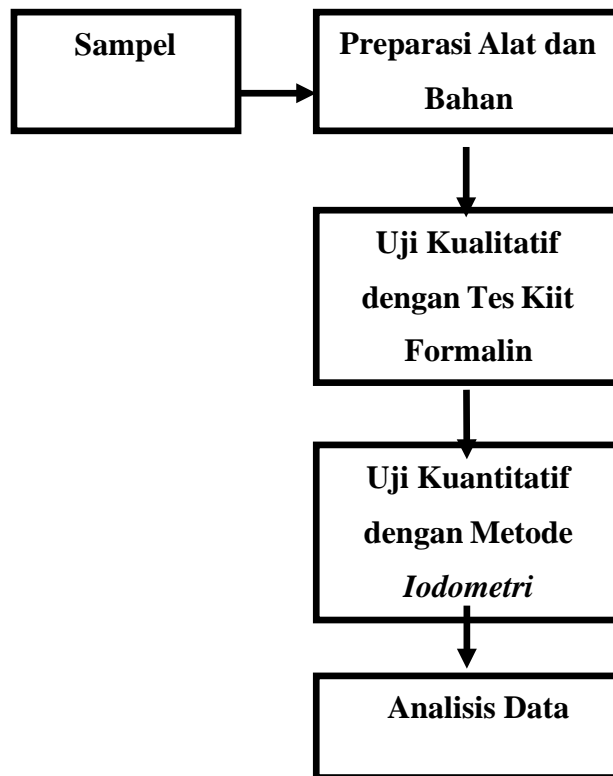 Sampel
Preparasi Alat dan
Bahan
Uji Kualitatif
dengan Tes Kiit
Formalin
Uji Kuantitatif
dengan Metode
Iodometri
Analisis Data